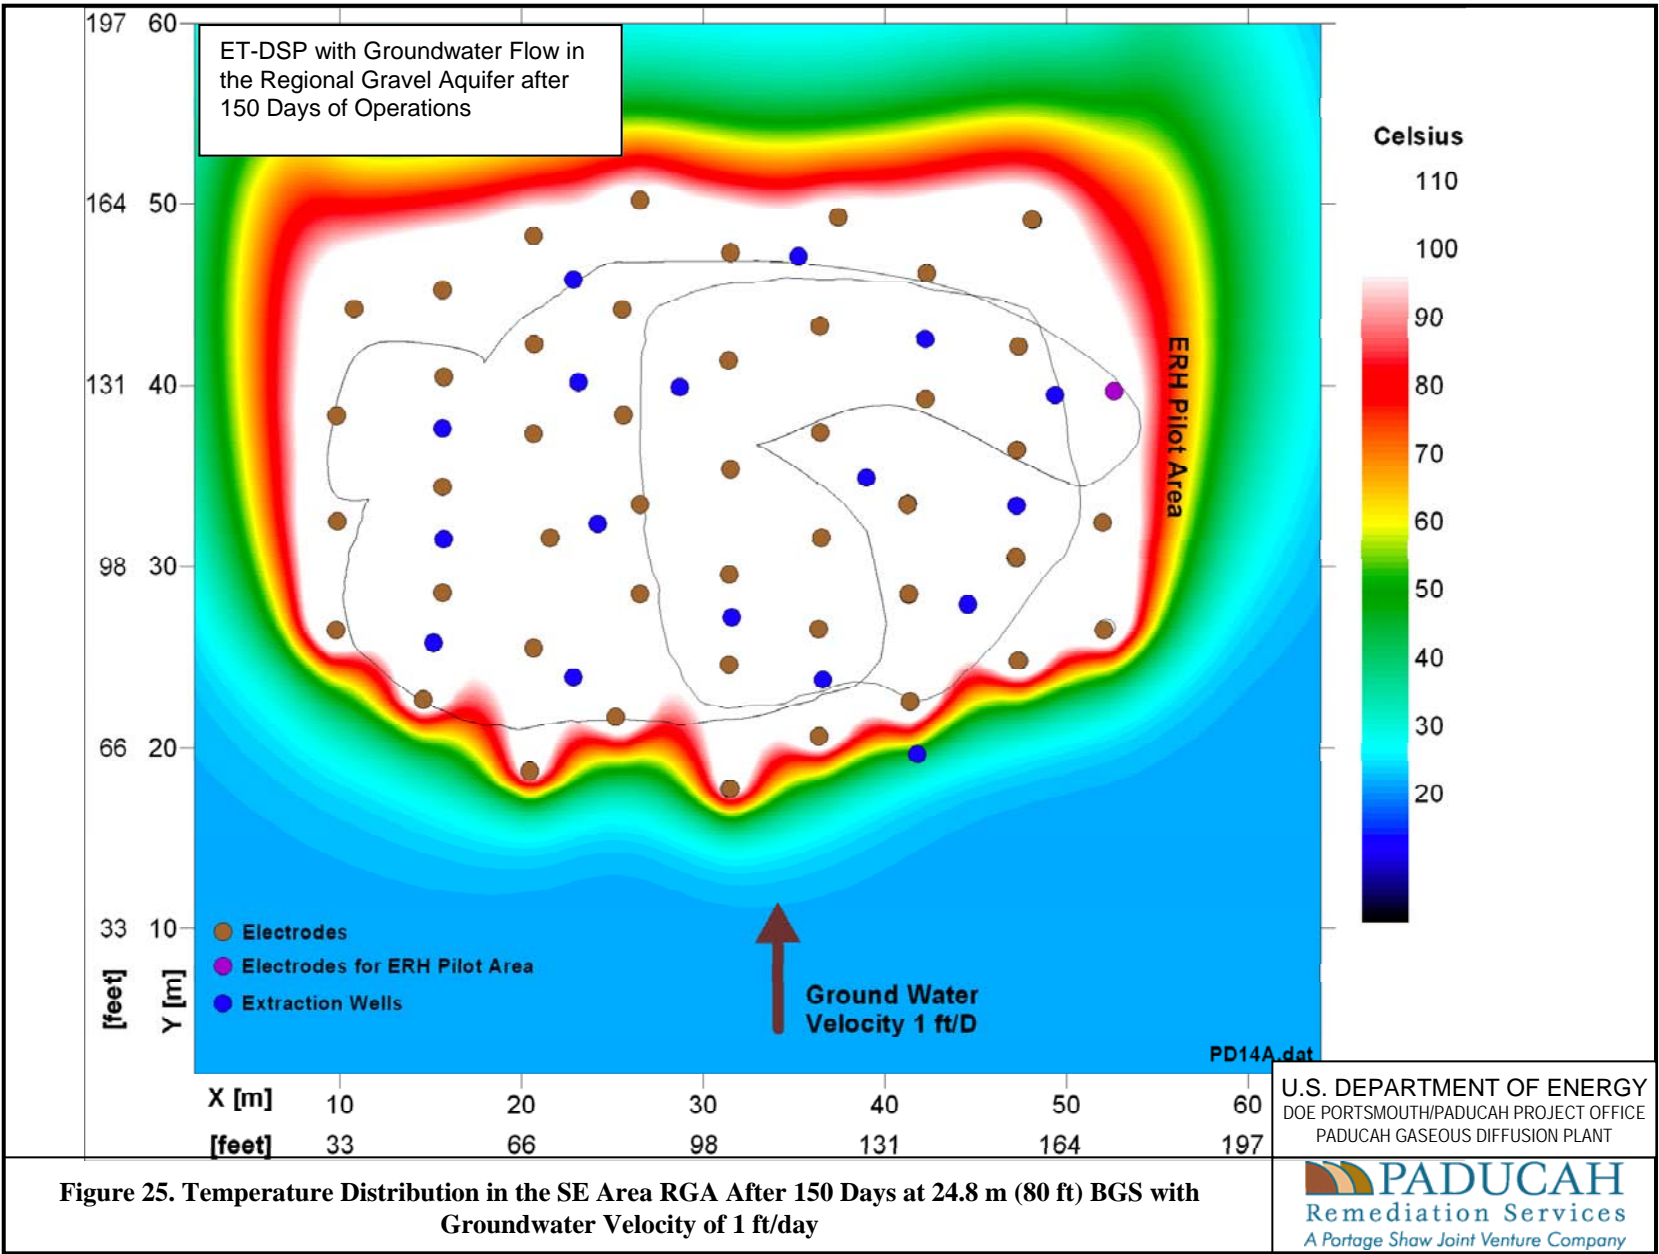 ET-DSP with Groundwater Flow in
the Regional Gravel Aquifer after
150 Days of Operations
197 60
164 50
131 40
98 30
66 20
33 10
[feet]
Y [m]
Celsius
110
100
90
80
70
60
50
40
30
20
ERH Pilot Area
Electrodes
Electrodes for ERH Pilot Area
Extraction Wells
Ground Water
Velocity 1 ft/D
PD14A.dat
X [m] 10 20 30 40 50 60
[feet] 33 66 98 131 164 197
U.S. DEPARTMENT OF ENERGY
DOE PORTSMOUTH/PADUCAH PROJECT OFFICE
PADUCAH GASEOUS DIFFUSION PLANT
Figure 25. Temperature Distribution in the SE Area RGA After 150 Days at 24.8 m (80 ft) BGS with
Groundwater Velocity of 1 ft/day
PADUCAH
Remediation Services
A Portage Shaw Joint Venture Company